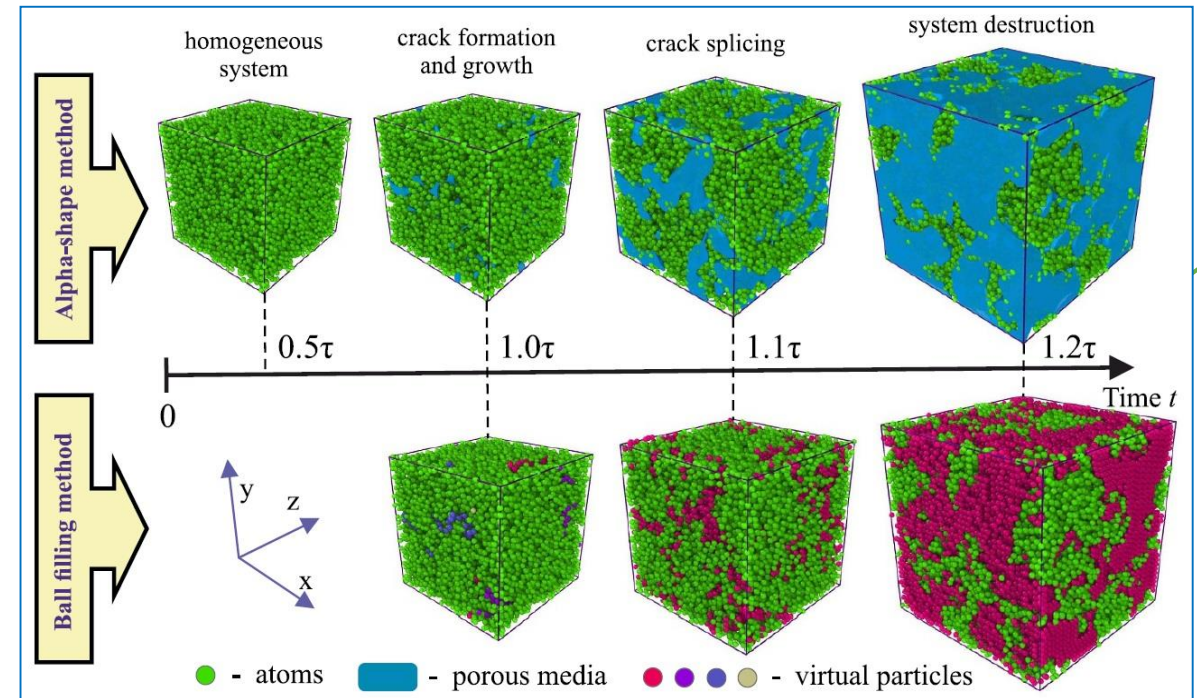 homogeneous
system
crack formation
and growth
crack splicing
system destruction
Alpha-shape method
0.5τ
1.0τ
1.1τ
1.2τ
0
Time t
Ball filling method
y
z
x
- atoms
- porous media
- virtual particles